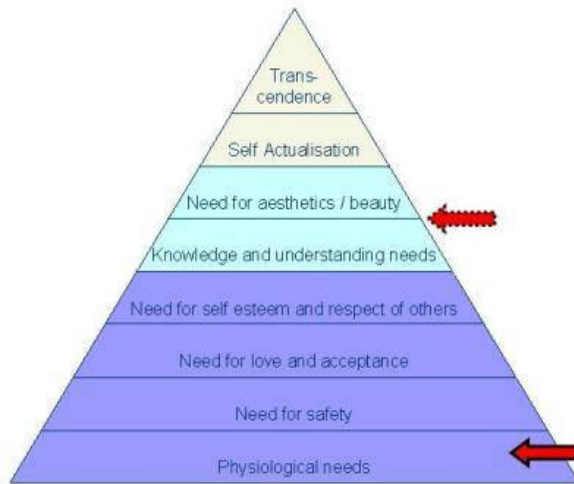 Trans-
cendence
Self Actualisation
Need for aesthetics / beauty
Knowledge and understanding needs
Need for self esteem and respect of others
Need for love and acceptance
Need for safety
Physiological needs